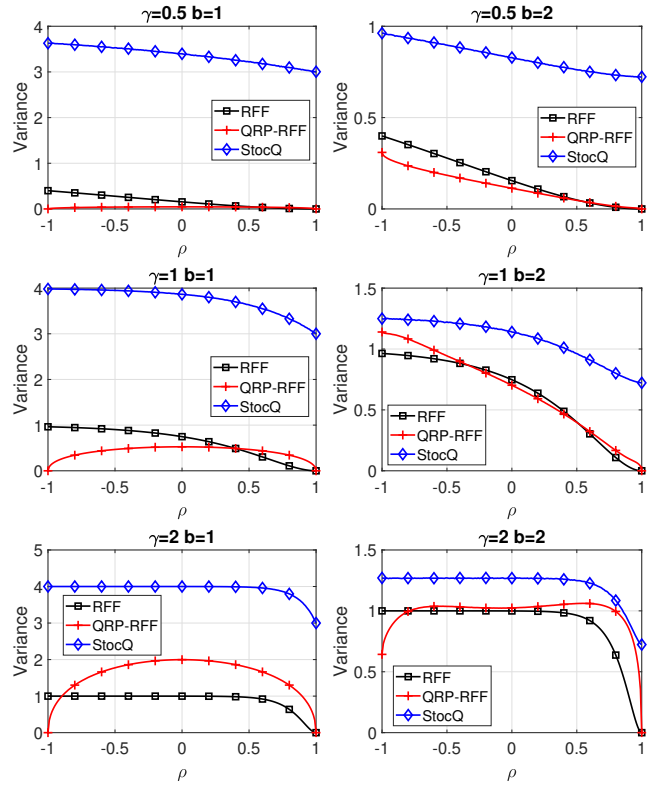 γ=0.5 b=1
Variance
4
3
2
1
0
-1 -0.5 0 0.5 1
ρ
RFF
QRP-RFF
StocQ
γ=0.5 b=2
Variance
1
0.5
0
-1 -0.5 0 0.5 1
ρ
RFF
QRP-RFF
StocQ
γ=1 b=1
Variance
4
3
2
1
0
-1 -0.5 0 0.5 1
ρ
RFF
QRP-RFF
StocQ
γ=1 b=2
Variance
1.5
1
0.5
0
-1 -0.5 0 0.5 1
ρ
RFF
QRP-RFF
StocQ
γ=2 b=1
Variance
5
4
3
2
1
0
-1 -0.5 0 0.5 1
ρ
RFF
QRP-RFF
StocQ
γ=2 b=2
Variance
1.5
1
0.5
0
-1 -0.5 0 0.5 1
ρ
RFF
QRP-RFF
StocQ